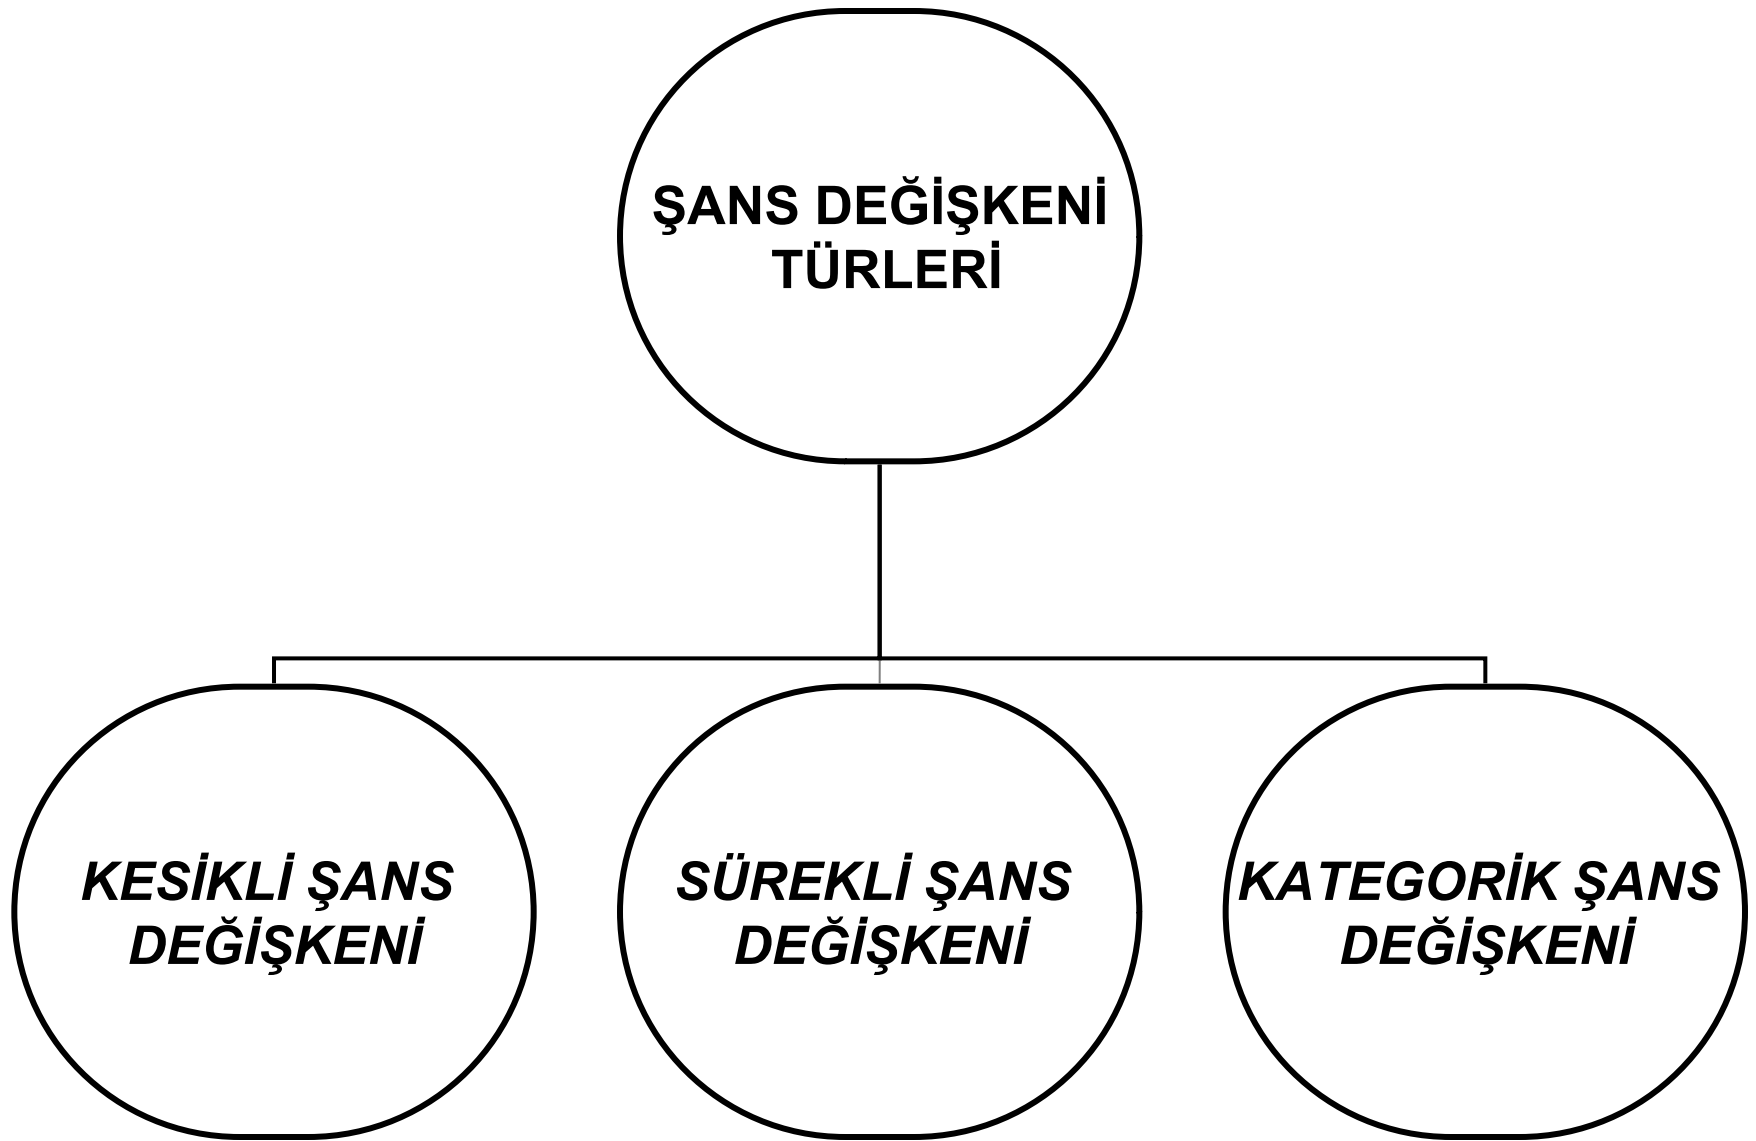 ŞANS DEĞİŞKENİ
TÜRLERİ
KESİKLİ ŞANS
DEĞİŞKENİ
SÜREKLİ ŞANS
DEĞİŞKENİ
KATEGORİK ŞANS
DEĞİŞKENİ